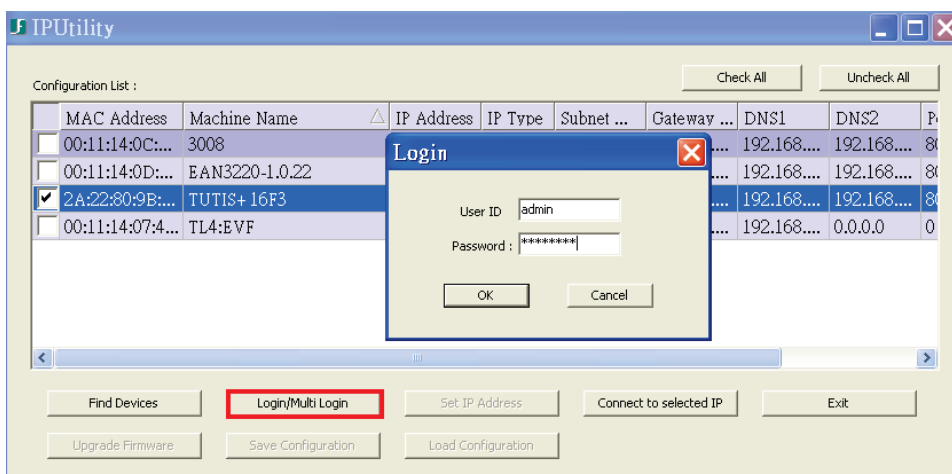 IPUtility
Configuration List :
Check All
Uncheck All
MAC Address Machine Name IP Address IP Type Subnet ... Gateway ... DNS1 DNS2
00:11:14:0C:... 3008 ... 192.168.... 192.168.... 80
00:11:14:0D:... EAN3220-1.0.22 ... 192.168.... 192.168.... 80
2A:22:80:9B:... TUTIS+16F3 ... 192.168.... 192.168.... 80
00:11:14:07:4... TL4:EVF ... 192.168.... 0.0.0.0 0
Login
User ID admin
Password : ********
OK Cancel
Find Devices Login/Multi Login Set IP Address Connect to selected IP Exit
Upgrade Firmware Save Configuration Load Configuration